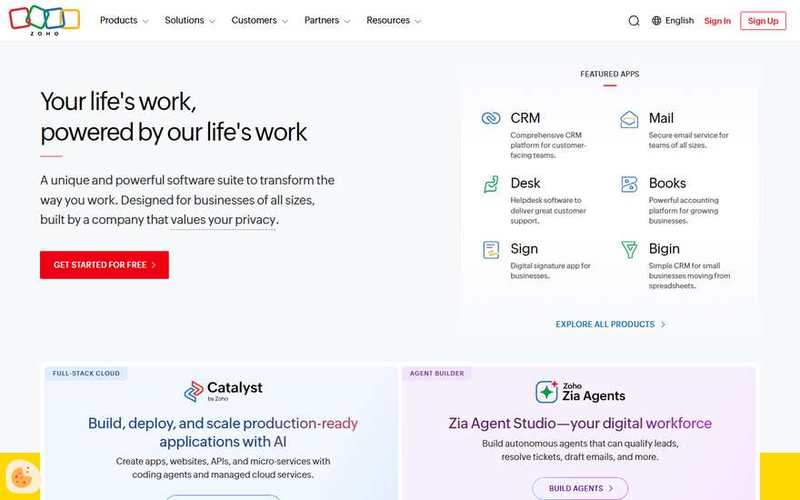 ZOHO
Products
Solutions
Customers
Partners
Resources
English
Sign In
Sign Up
Your life's work,
powered by our life's work
A unique and powerful software suite to transform the
way you work. Designed for businesses of all sizes,
built by a company that values your privacy.
GET STARTED FOR FREE
FEATURED APPS
CRM
Comprehensive CRM
platform for customer-
facing teams.
Mail
Secure email service for
teams of all sizes.
Desk
Helpdesk software to
deliver great customer
support.
Books
Powerful accounting
platform for growing
businesses.
Sign
Digital signature app for
businesses.
Bigin
Simple CRM for small
businesses moving from
spreadsheets.
EXPLORE ALL PRODUCTS
FULL-STACK CLOUD
Catalyst
by Zoho
Build, deploy, and scale production-ready
applications with AI
Create apps, websites, APIs, and micro-services with
coding agents and managed cloud services.
AGENT BUILDER
Zoho
Zia Agents
Zia Agent Studio—your digital workforce
Build autonomous agents that can qualify leads,
resolve tickets, draft emails, and more.
BUILD AGENTS